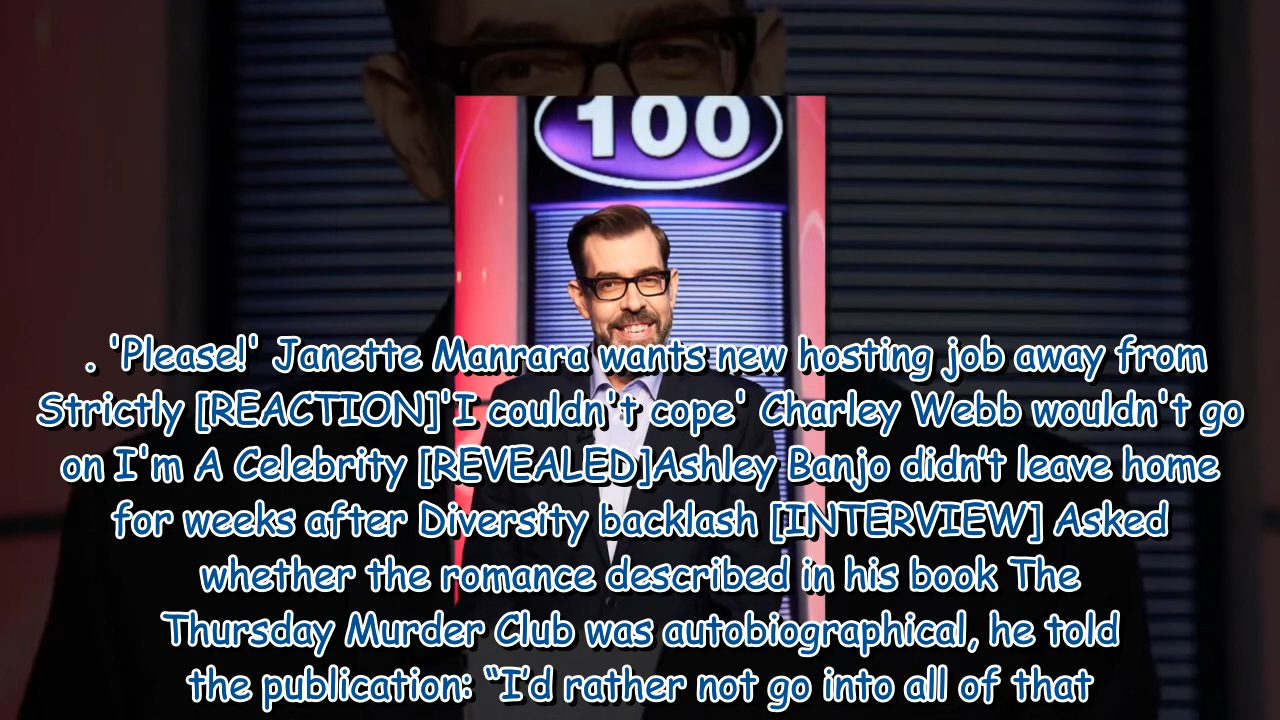 100
. 'Please!' Janette Manrara wants new hosting job away from
Strictly [REACTION]'I couldn't cope' Charley Webb wouldn't go
on I'm A Celebrity [REVEALED]Ashley Banjo didn’t leave home
for weeks after Diversity backlash [INTERVIEW] Asked
whether the romance described in his book The
Thursday Murder Club was autobiographical, he told
the publication: “I’d rather not go into all of that